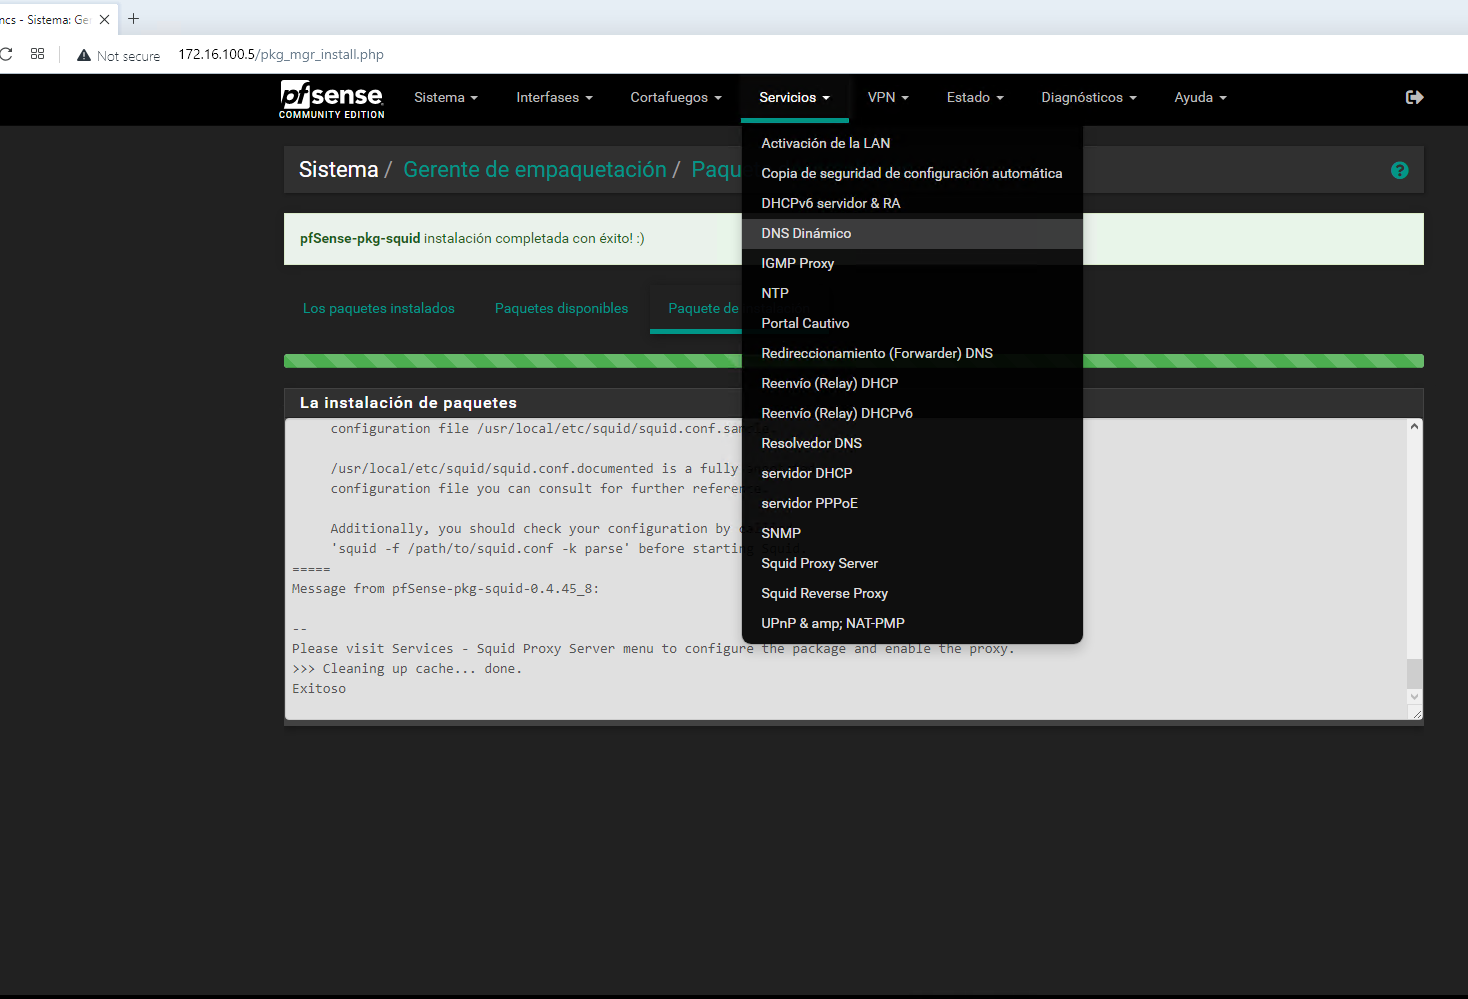 ncs - Sistema: Ge
Not secure
172.16.100.5/pkg_mgr_install.php
pfsense
COMMUNITY EDITION
Sistema
Interfases
Cortafuegos
Servicios
VPN
Estado
Diagnósticos
Ayuda
Activación de la LAN
Copia de seguridad de configuración automática
DHCPv6 servidor & RA
DNS Dinámico
IGMP Proxy
NTP
Portal Cautivo
Redireccionamiento (Forwarder) DNS
Reenvío (Relay) DHCP
Reenvío (Relay) DHCPv6
Resolvedor DNS
servidor DHCP
servidor PPPoE
SNMP
Squid Proxy Server
Squid Reverse Proxy
UPnP & amp; NAT-PMP
Sistema / Gerente de empaquetación / Paqu
pfSense-pkg-squid instalación completada con éxito! :)
Los paquetes instalados
Paquetes disponibles
Paquete de
La instalación de paquetes
configuration file /usr/local/etc/squid/squid.conf.sam
/usr/local/etc/squid/squid.conf.documented is a fully
configuration file you can consult for further referen
Additionally, you should check your configuration by
'squid -f /path/to/squid.conf -k parse' before starting
=====
Message from pfSense-pkg-squid-0.4.45_8:
--
Please visit Services - Squid Proxy Server menu to configure the package and enable the proxy.
>>> Cleaning up cache... done.
Exitoso